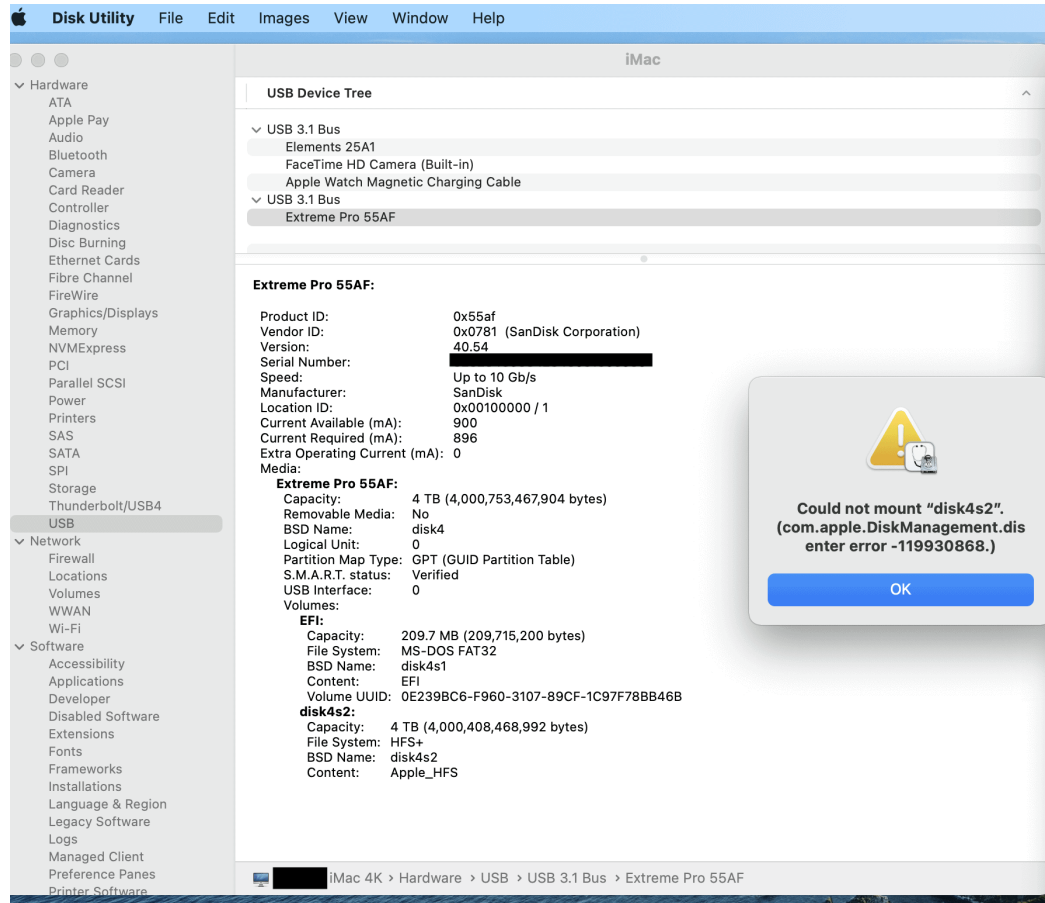 Disk Utility File Edit Images View Window Help
iMac
Hardware
ATA
Apple Pay
Audio
Bluetooth
Camera
Card Reader
Controller
Diagnostics
Disc Burning
Ethernet Cards
Fibre Channel
FireWire
Graphics/Displays
Memory
NVMExpress
PCI
Parallel SCSI
Power
Printers
SAS
SATA
SPI
Storage
Thunderbolt/USB4
USB
Network
Firewall
Locations
Volumes
WWAN
Wi-Fi
Software
Accessibility
Applications
Developer
Disabled Software
Extensions
Fonts
Frameworks
Installations
Language & Region
Legacy Software
Logs
Managed Client
Preference Panes
Printer Software
USB Device Tree
USB 3.1 Bus
Elements 25A1
FaceTime HD Camera (Built-in)
Apple Watch Magnetic Charging Cable
USB 3.1 Bus
Extreme Pro 55AF
Extreme Pro 55AF:
Product ID: 0x55af
Vendor ID: 0x0781 (SanDisk Corporation)
Version: 40.54
Serial Number:
Speed: Up to 10 Gb/s
Manufacturer: SanDisk
Location ID: 0x00100000 / 1
Current Available (mA): 900
Current Required (mA): 896
Extra Operating Current (mA): 0
Media:
Extreme Pro 55AF:
Capacity: 4 TB (4,000,753,467,904 bytes)
Removable Media: No
BSD Name: disk4
Logical Unit: 0
Partition Map Type: GPT (GUID Partition Table)
S.M.A.R.T. status: Verified
USB Interface: 0
Volumes:
EFI:
Capacity: 209.7 MB (209,715,200 bytes)
File System: MS-DOS FAT32
BSD Name: disk4s1
Content: EFI
Volume UUID: 0E239BC6-F960-3107-89CF-1C97F78BB46B
disk4s2:
Capacity: 4 TB (4,000,408,468,992 bytes)
File System: HFS+
BSD Name: disk4s2
Content: Apple_HFS
iMac 4K › Hardware › USB › USB 3.1 Bus › Extreme Pro 55AF
Could not mount “disk4s2”.
(com.apple.DiskManagement.dis
enter error -119930868.)
OK